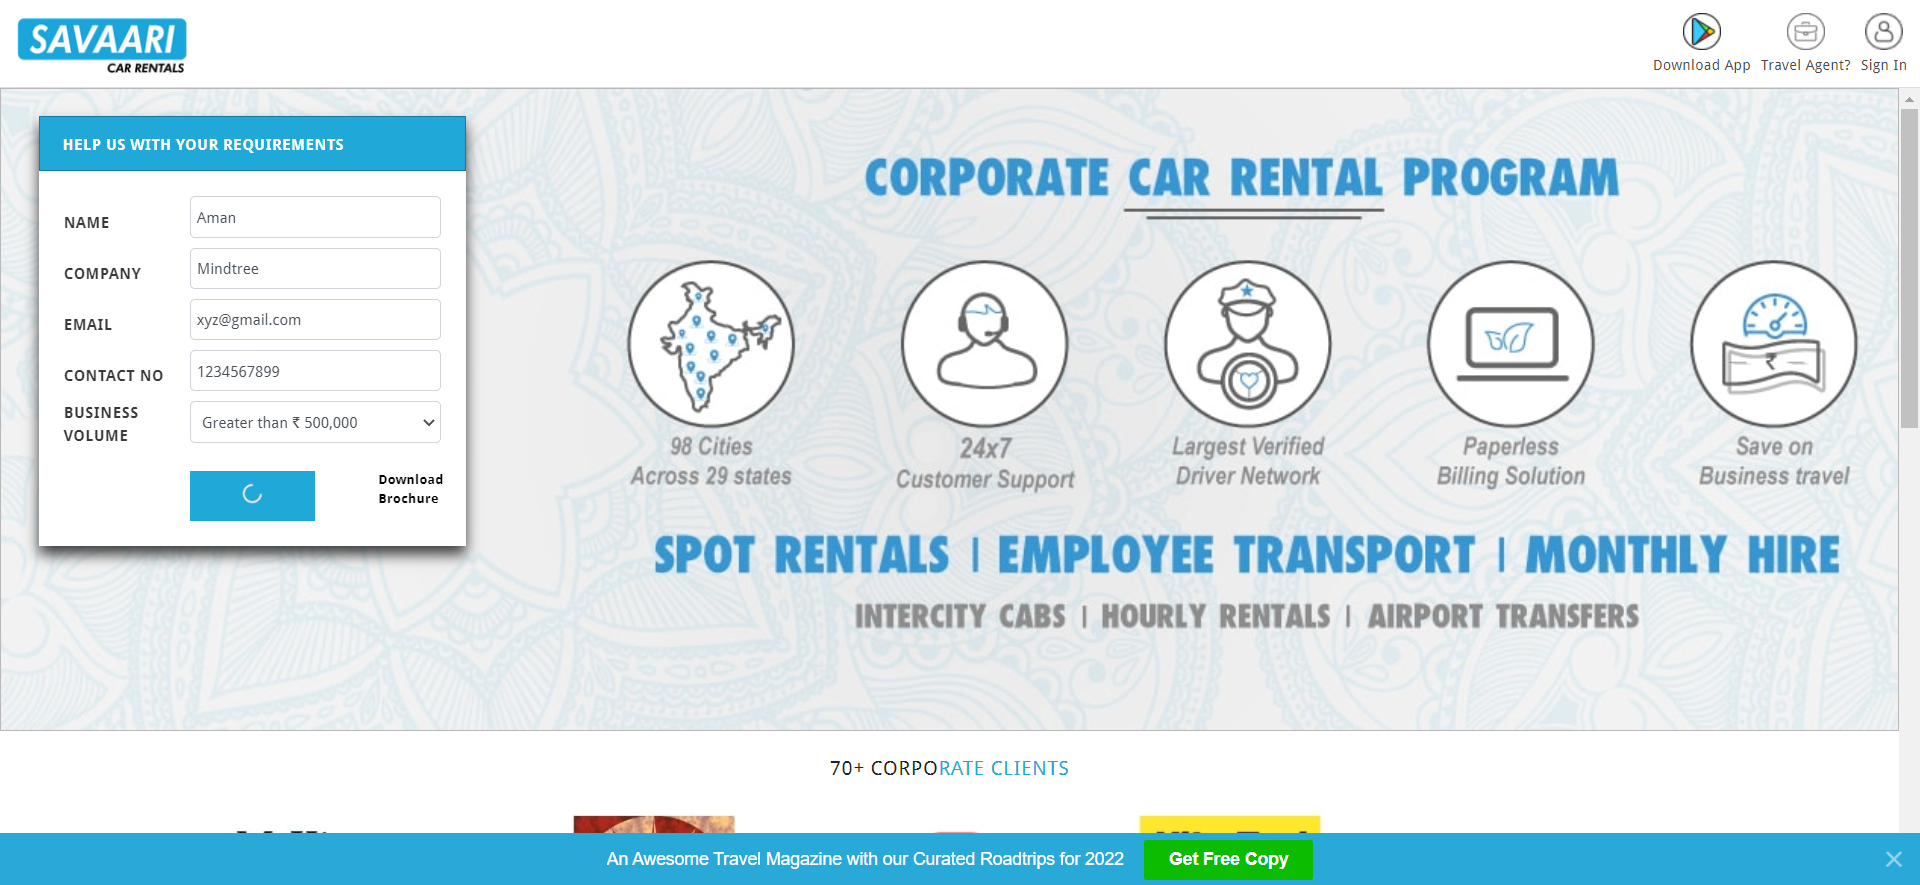 SAVAARI
CAR RENTALS
Download App
Travel Agent?
Sign In
HELP US WITH YOUR REQUIREMENTS
NAME
Aman
COMPANY
Mindtree
EMAIL
xyz@gmail.com
CONTACT NO
1234567899
BUSINESS
VOLUME
Greater than ₹ 500,000
Download
Brochure
CORPORATE CAR RENTAL PROGRAM
₹
98 Cities
Across 29 states
24x7
Customer Support
Largest Verified
Driver Network
Paperless
Billing Solution
Save on
Business travel
SPOT RENTALS | EMPLOYEE TRANSPORT | MONTHLY HIRE
INTERCITY CABS | HOURLY RENTALS | AIRPORT TRANSFERS
70+ CORPORATE CLIENTS
An Awesome Travel Magazine with our Curated Roadtrips for 2022
Get Free Copy